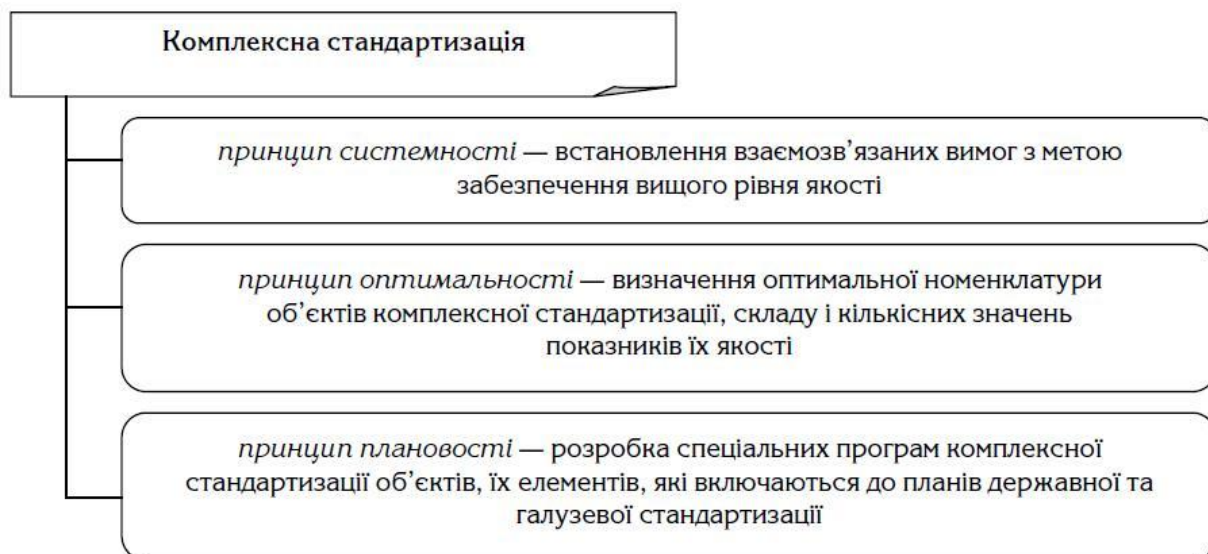 Комплексна стандартизація
принцип системності — встановлення взаємозв’язаних вимог з метою
забезпечення вищого рівня якості
принцип оптимальності — визначення оптимальної номенклатури
об’єктів комплексної стандартизації, складу і кількісних значень
показників їх якості
принцип плановості — розробка спеціальних програм комплексної
стандартизації об’єктів, їх елементів, які включаються до планів державної та
галузевої стандартизації